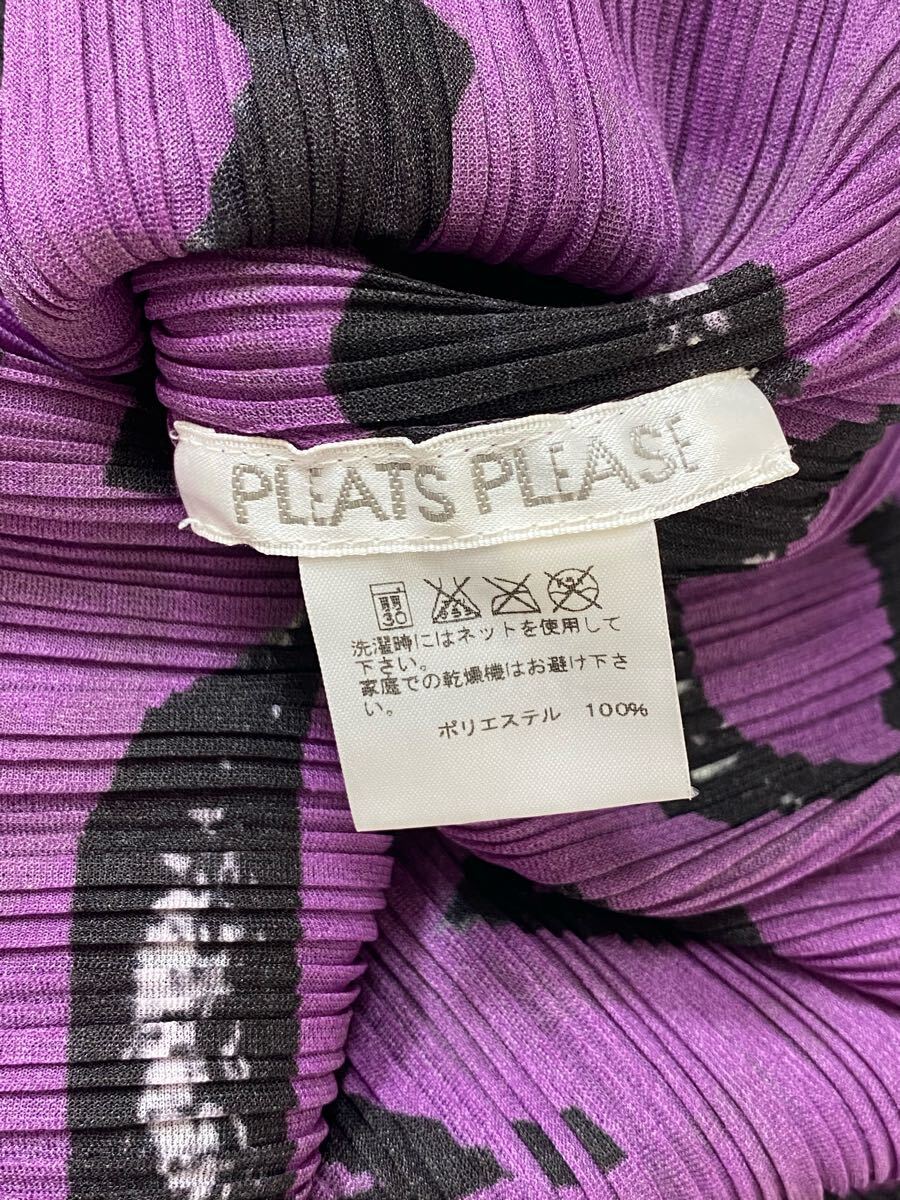 PLEATS PLEASE
弱
30
洗濯時にはネットを使用して
下さい。
家庭での乾燥機はお避け下さ
い。
ポリエステル 100%